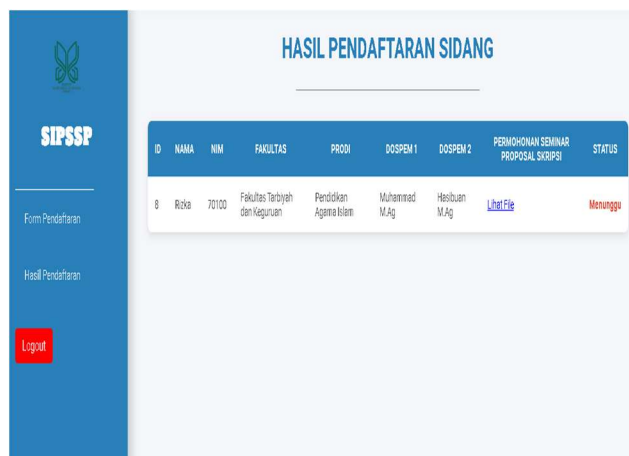 HASIL PENDAFTARAN SIDANG
SIPSSP
Form Pendaftaran
Hasil Pendaftaran
Logout
ID NAMA NIM FAKULTAS PRODI DOSPEM 1 DOSPEM 2 PERMOHONAN SEMINAR PROPOSAL SKRIPSI STATUS
8 Rizka 70100 Fakultas Tarbiyah dan Keguruan Pendidikan Agama Islam Muhammad M.Ag Hasibuan M.Ag Lihat File Menunggu